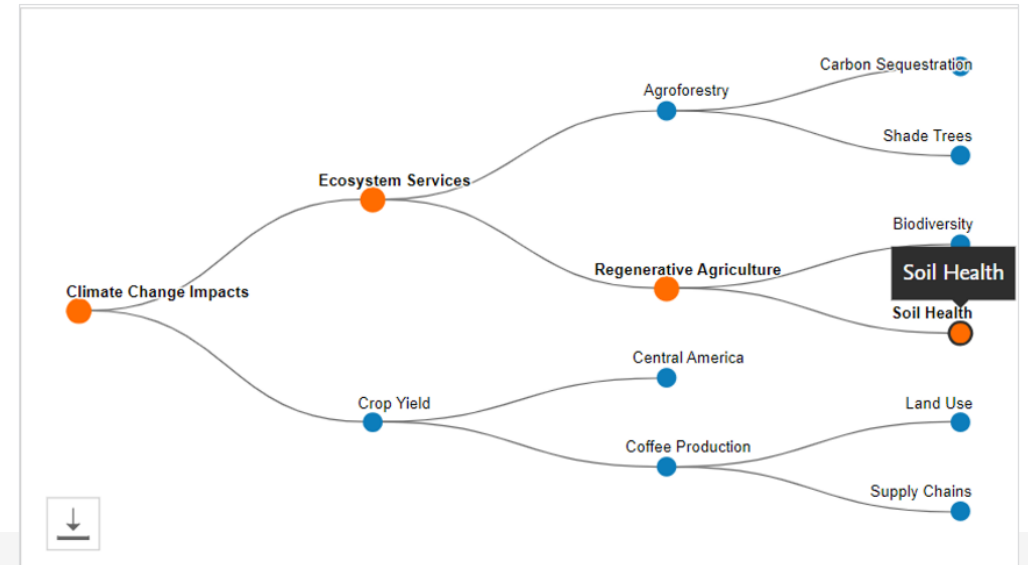 Carbon Sequestration
Agroforestry
Shade Trees
Ecosystem Services
Biodiversity
Regenerative Agriculture
Soil Health
Climate Change Impacts
Soil Health
Central America
Crop Yield
Land Use
Coffee Production
Supply Chains